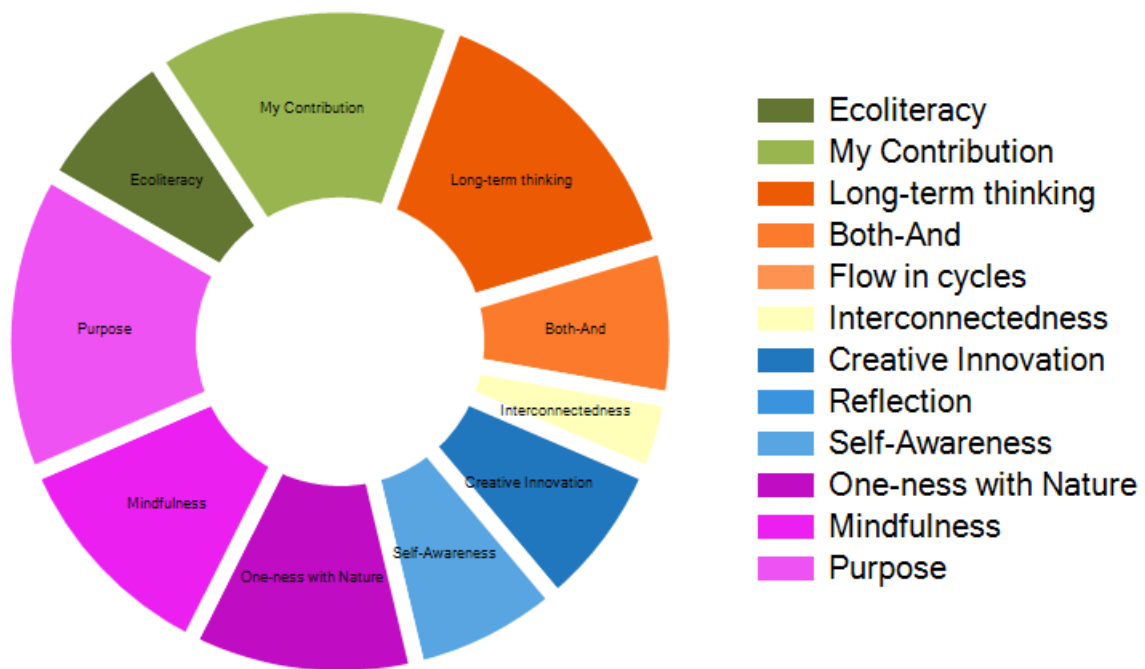 My Contribution
Ecoliteracy
Long-term thinking
Purpose
Both-And
Interconnectedness
Creative Innovation
Mindfulness
Self-Awareness
One-ness with Nature
Ecoliteracy
My Contribution
Long-term thinking
Both-And
Flow in cycles
Interconnectedness
Creative Innovation
Reflection
Self-Awareness
One-ness with Nature
Mindfulness
Purpose